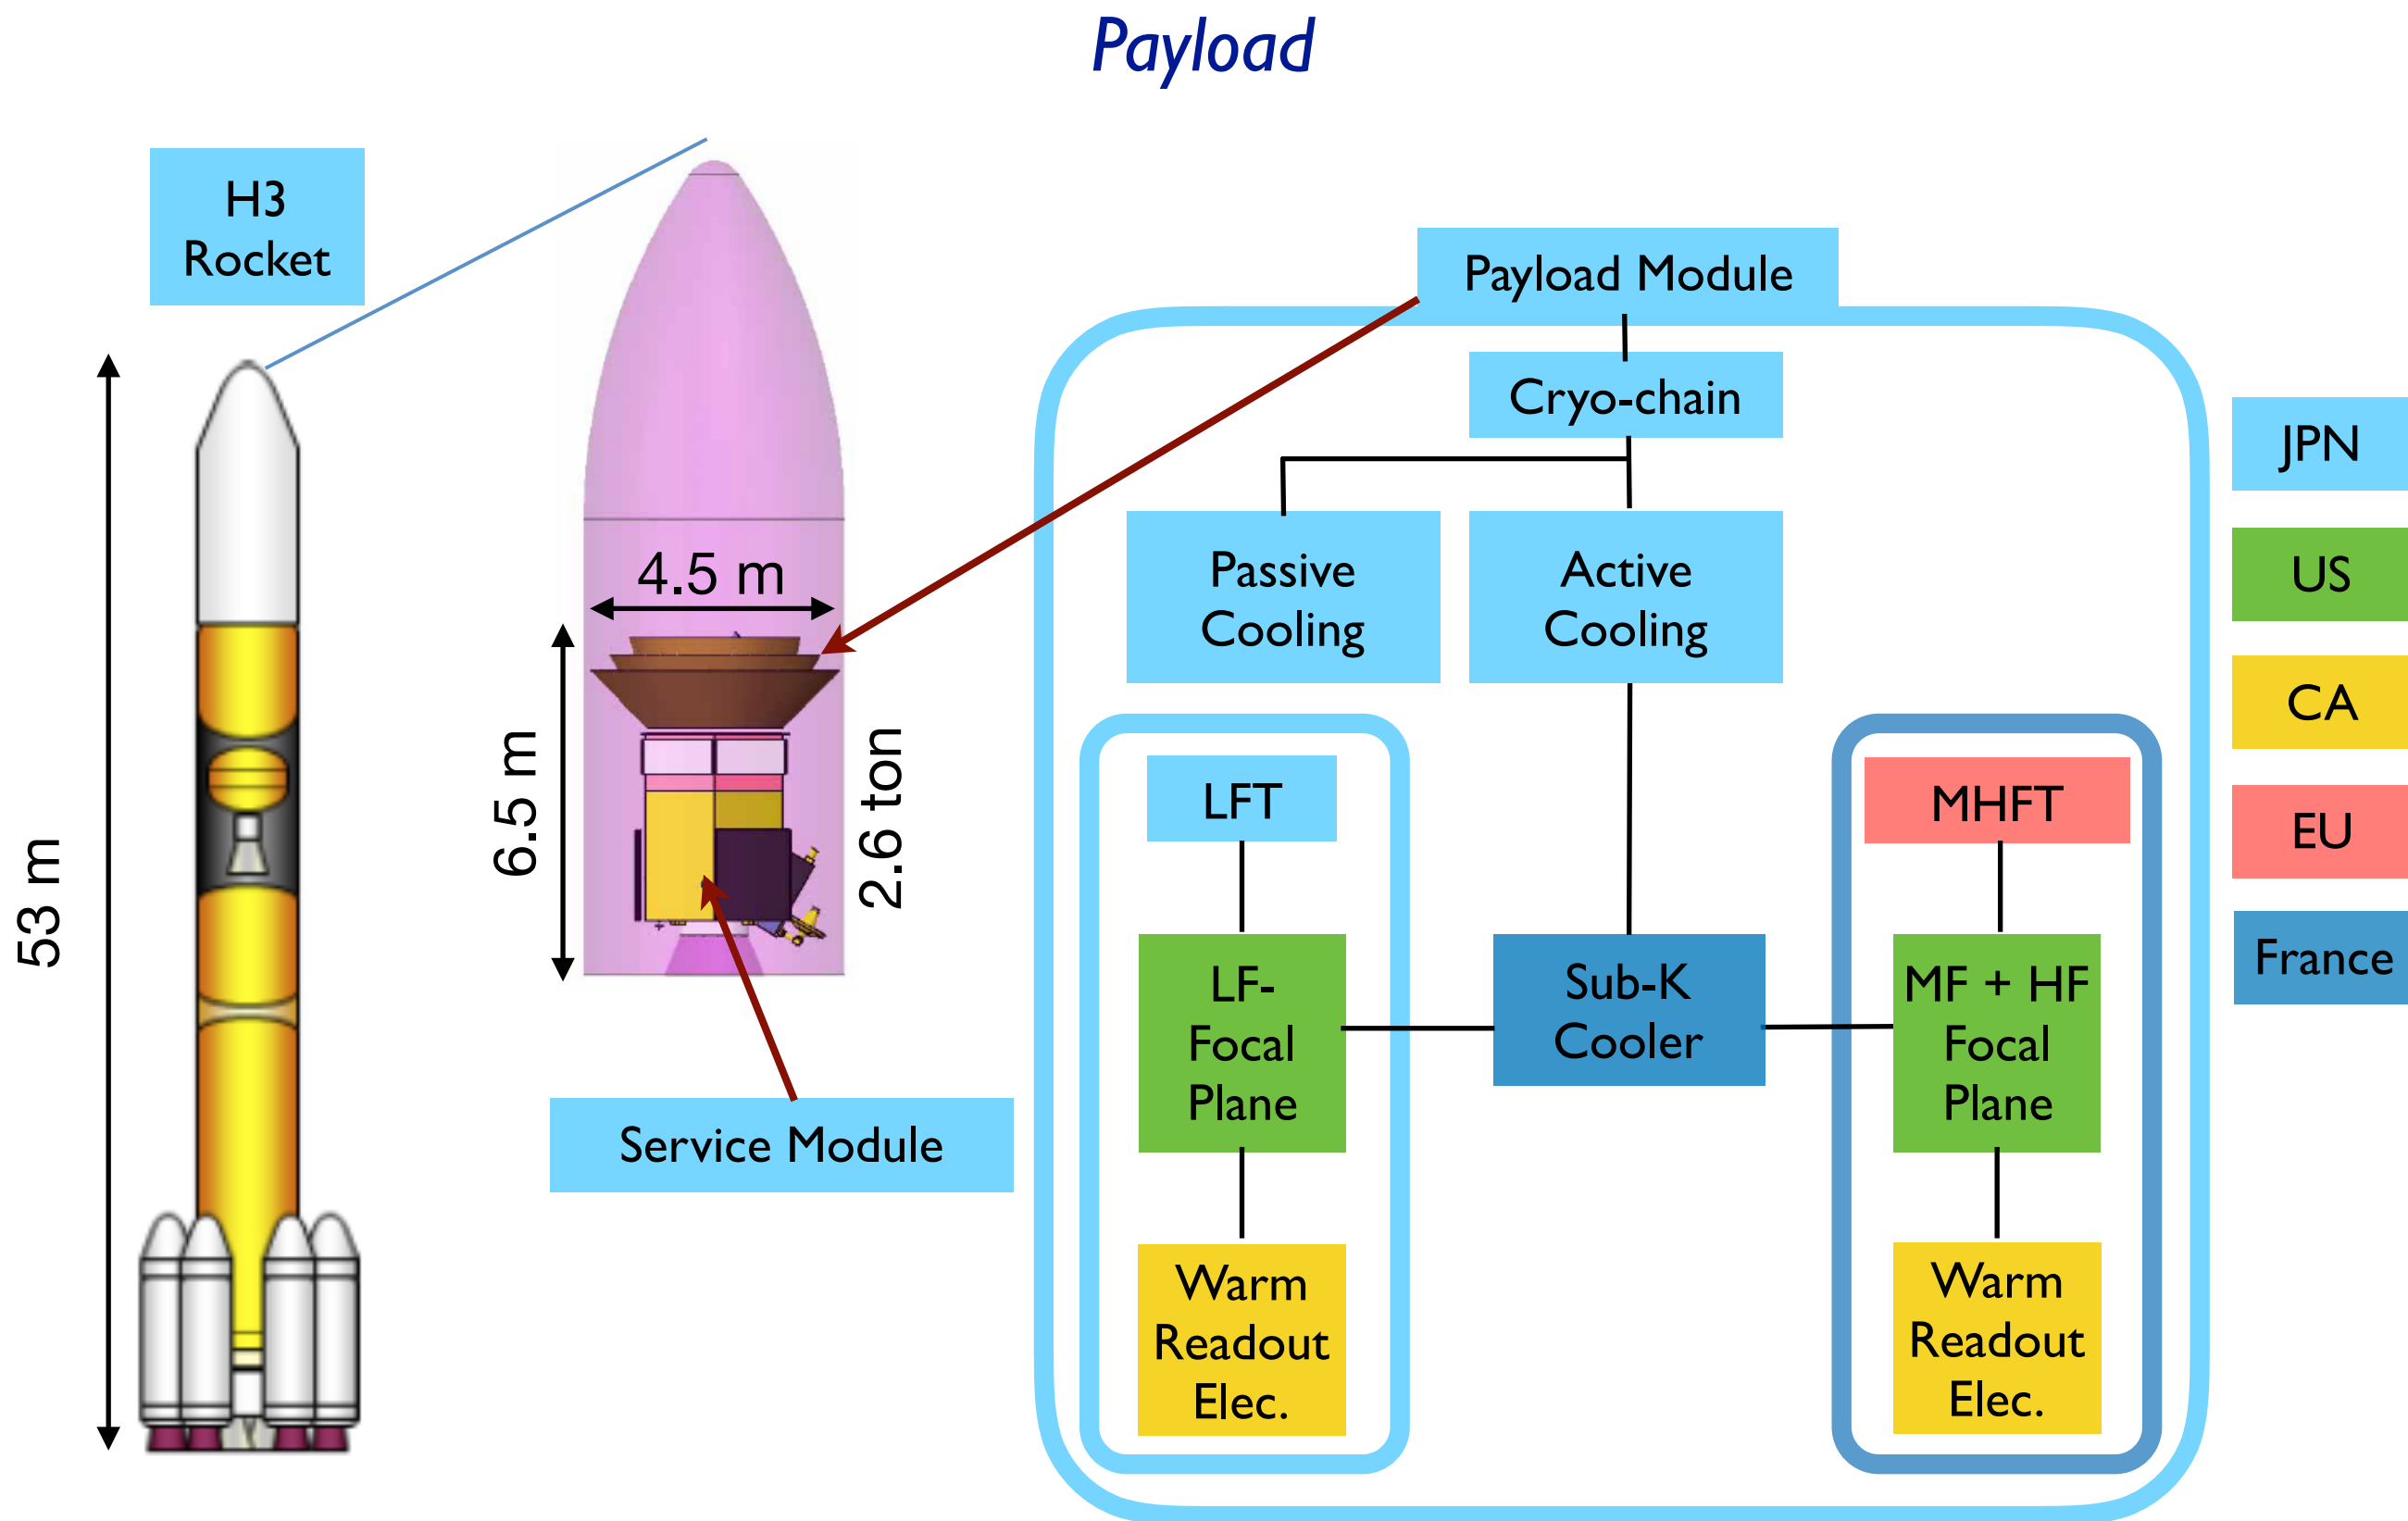 Payload
H3
Rocket
53 m
4.5 m
6.5 m
2.6 ton
Service Module
Payload Module
Cryo-chain
Passive
Cooling
Active
Cooling
LFT
LF-
Focal
Plane
Warm
Readout
Elec.
Sub-K
Cooler
MHFT
MF + HF
Focal
Plane
Warm
Readout
Elec.
JPN
US
CA
EU
France